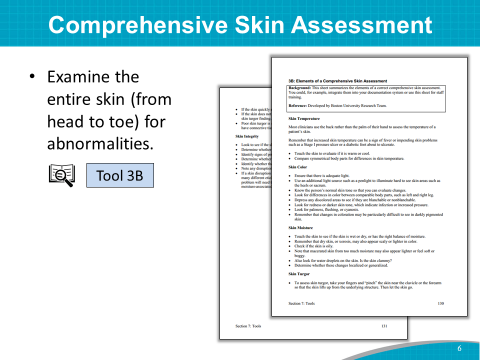 Comprehensive Skin Assessment
• Examine the
entire skin (from
head to toe) for
abnormalities.
Tool 3B
3B: Elements of a Comprehensive Skin Assessment
Background: This sheet summarizes the elements of a correct comprehensive skin assessment.
You could, for example, integrate them into your documentation system or use this sheet for staff
training.
Reference: Developed by Boston University Research Team.
Skin Temperature
Most clinicians use the back rather than the palm of their hand to assess the temperature of a
patient's skin.
Remember that increased skin temperature can be a sign of fever or impending skin problems
such as a Stage I pressure ulcer or a diabetic foot about to ulcerate.
• Touch the skin to evaluate if it is warm or cool.
• Compare symmetrical body parts for differences in skin temperature.
Skin Color
• Ensure that there is adequate light.
• Use an additional light source such as a penlight to illuminate hard to see skin areas such as
the heels or sacrum.
• Know the person's normal skin tone so that you can evaluate changes.
• Look for differences in color between comparable body parts, such as left and right leg.
• Depress any discolored areas to see if they are blanchable or nonblanchable.
• Look for redness or darker skin tone, which indicate infection or increased pressure.
• Look for paleness, flushing, or cyanosis.
• Remember that changes in coloration may be particularly difficult to see in darkly pigmented
skin.
Skin Moisture
• Touch the skin to see if the skin is wet or dry, or has the right balance of moisture.
• Remember that dry skin, or xerosis, may also appear scaly or lighter in color.
• Check if the skin is oily.
• Note that macerated skin from too much moisture may also appear lighter or feel soft or
boggy.
• Also look for water droplets on the skin. Is the skin clammy?
• Determine whether these changes localized or generalized.
Skin Turgor
• To assess skin turgor, take your fingers and "pinch" the skin near the clavicle or the forearm
so that the skin lifts up from the underlying structure. Then let the skin go.
Section 7: Tools 130
• If the skin quickly
• If the skin does not
skin turgor finding
• Poor skin turgor is
have connective
Skin Integrity
• Look to see if the
• Determine whether
• Identify signs of
• Determine whether
• Identify whether
• Note any
• If a skin disruption
many different
problem will need
Section 7: Tools 131
6